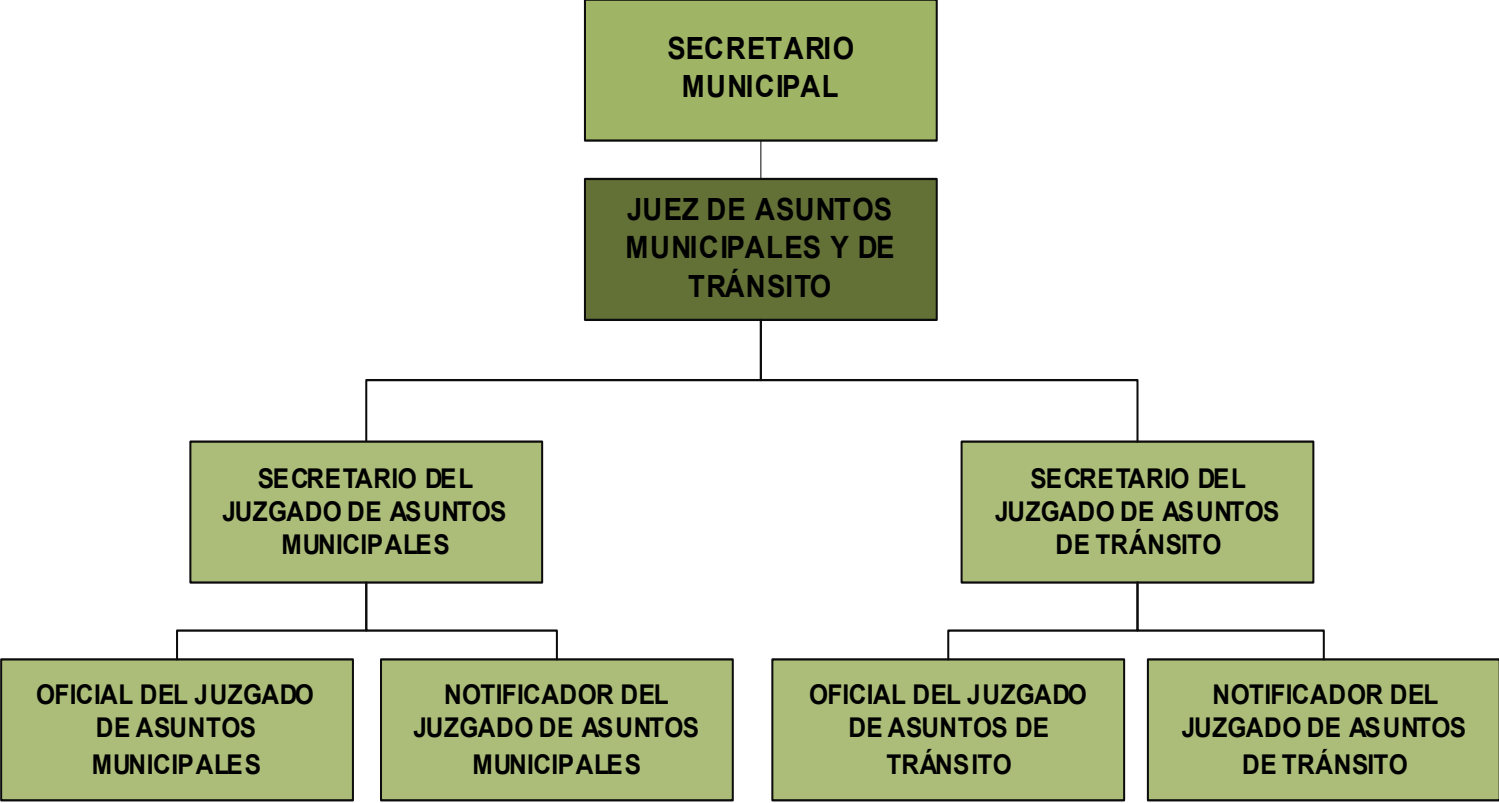 SECRETARIO
MUNICIPAL
JUEZ DE ASUNTOS
MUNICIPALES Y DE
TRÁNSITO
SECRETARIO DEL
JUZGADO DE ASUNTOS
MUNICIPALES
SECRETARIO DEL
JUZGADO DE ASUNTOS
DE TRÁNSITO
OFICIAL DEL JUZGADO
DE ASUNTOS
MUNICIPALES
NOTIFICADOR DEL
JUZGADO DE ASUNTOS
MUNICIPALES
OFICIAL DEL JUZGADO
DE ASUNTOS DE
TRÁNSITO
NOTIFICADOR DEL
JUZGADO DE ASUNTOS
DE TRÁNSITO